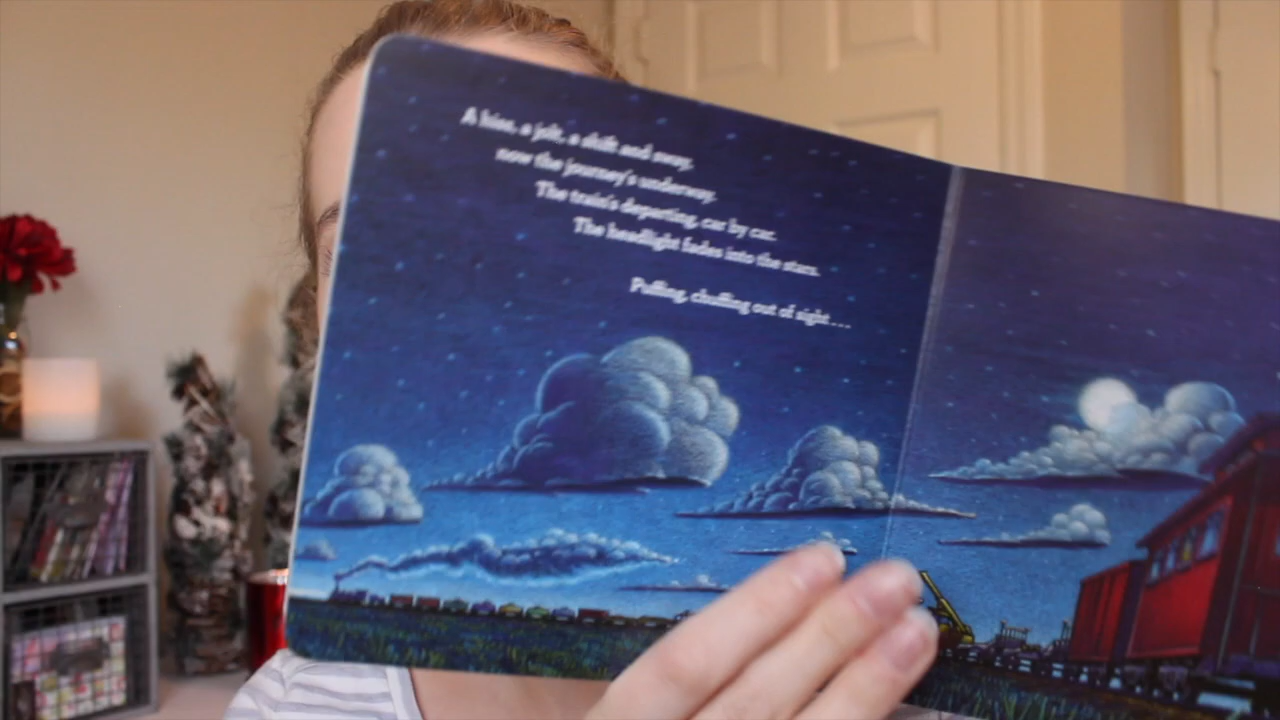 A hiss, a jolt, a shift and sway,
now the journey's underway.
The train's departing, car by car.
The headlight fades into the stars.
Puffing, chuffing out of sight...